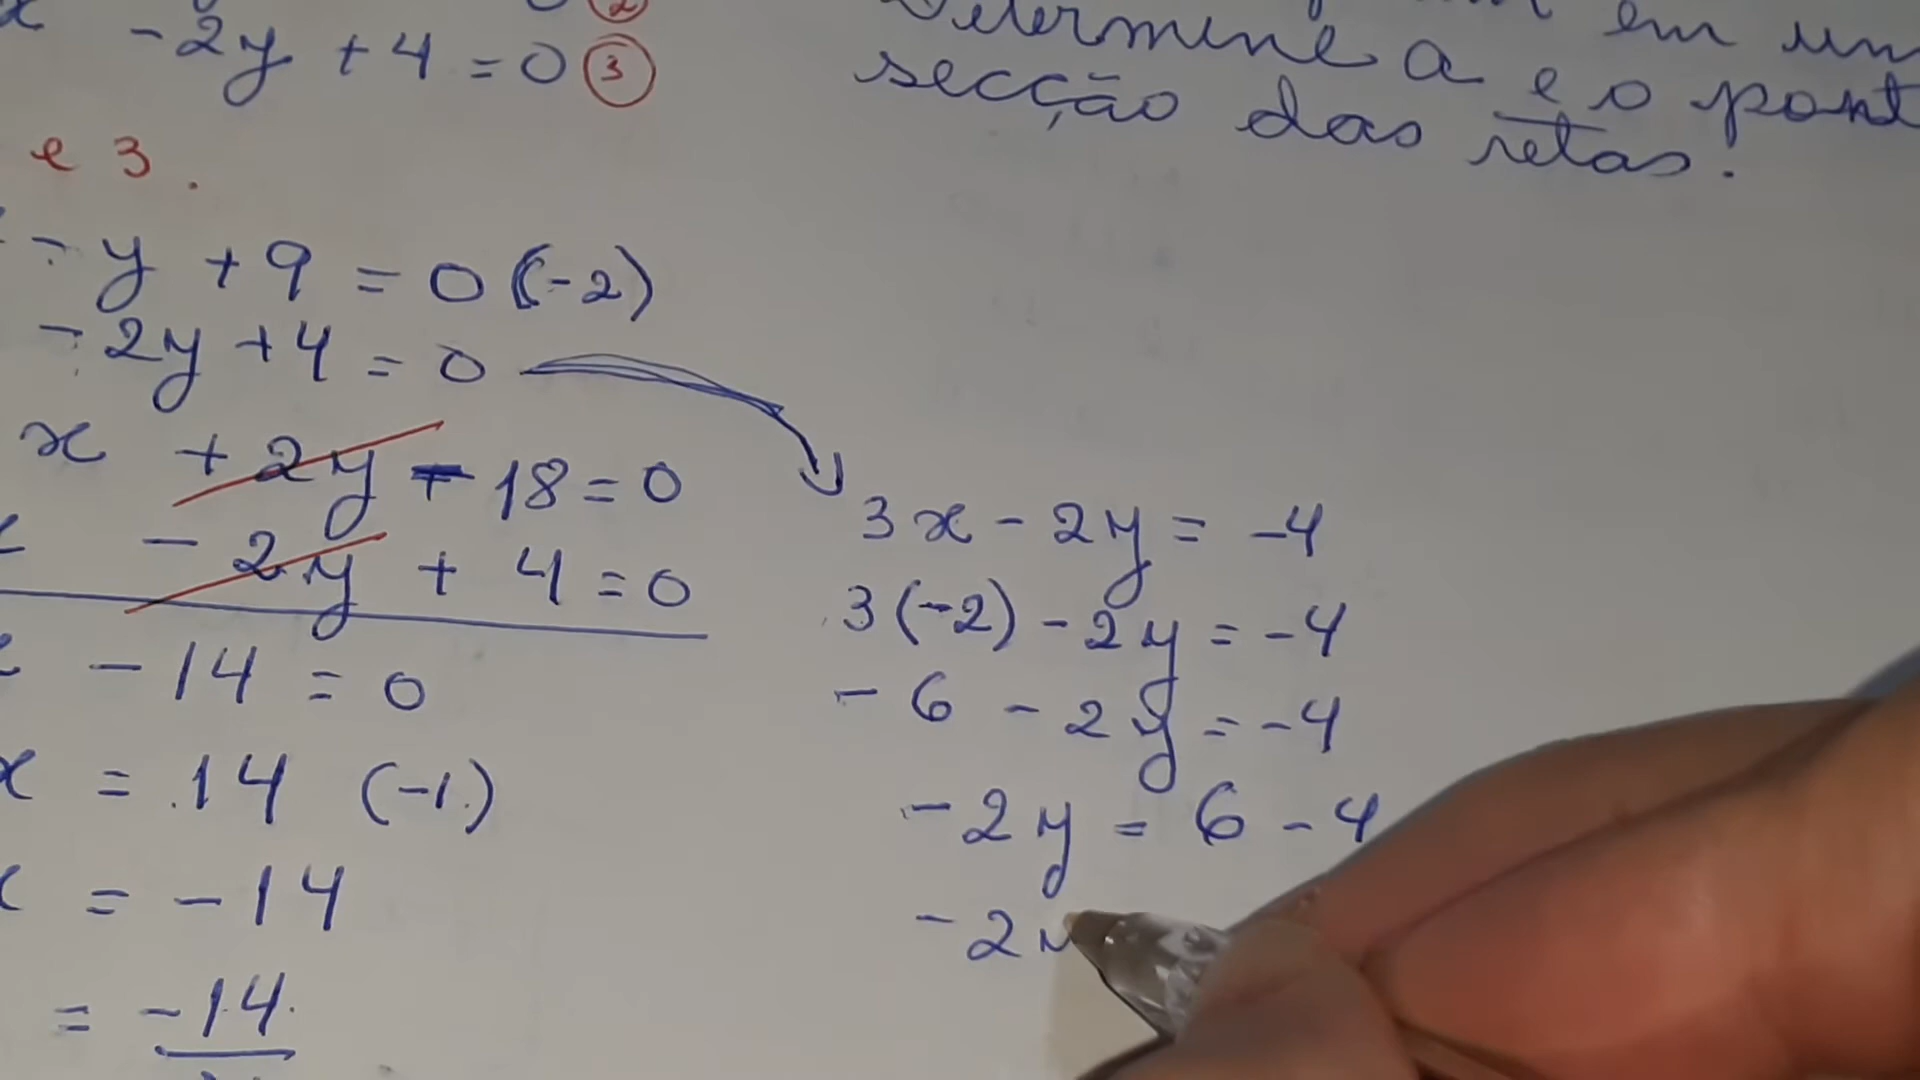 x - 2y + 4 = 0 ③
Determine a e o pont
secção das retas.
e 3.
- y + 9 = 0 (-2)
- 2y + 4 = 0
x + 2y - 18 = 0
- 2y + 4 = 0
- 14 = 0
x = 14 (-1)
x = -14
= -14
3x - 2y = -4
3(-2) - 2y = -4
- 6 - 2y = -4
- 2y = 6 - 4
- 2